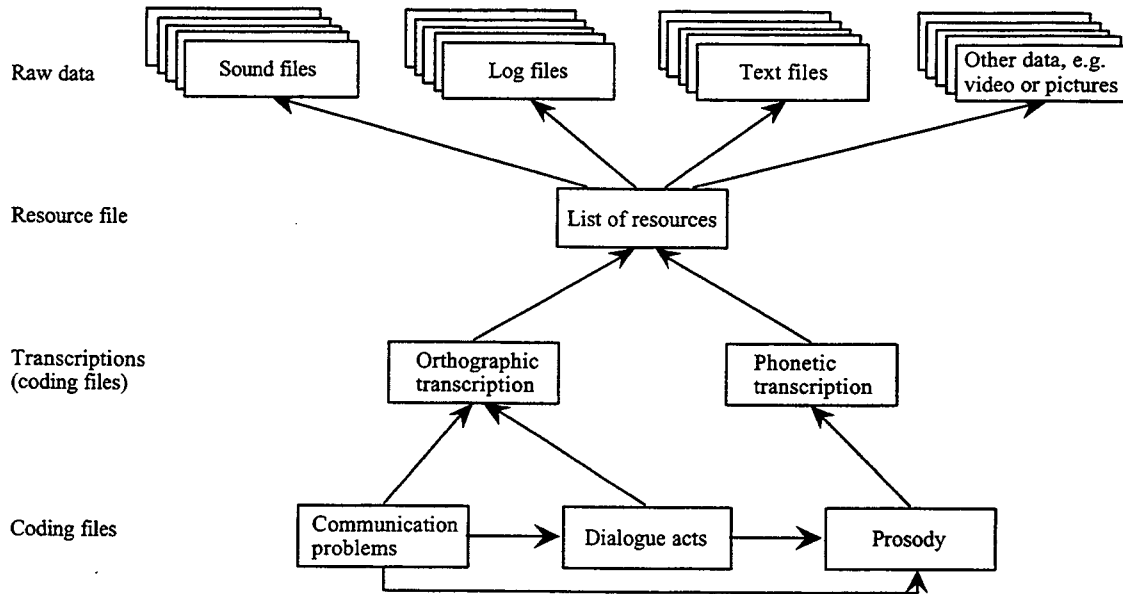 Raw data
Sound files
Log files
Text files
Other data, e.g.
video or pictures
Resource file
List of resources
Transcriptions
(coding files)
Orthographic
transcription
Phonetic
transcription
Coding files
Communication
problems
Dialogue acts
Prosody